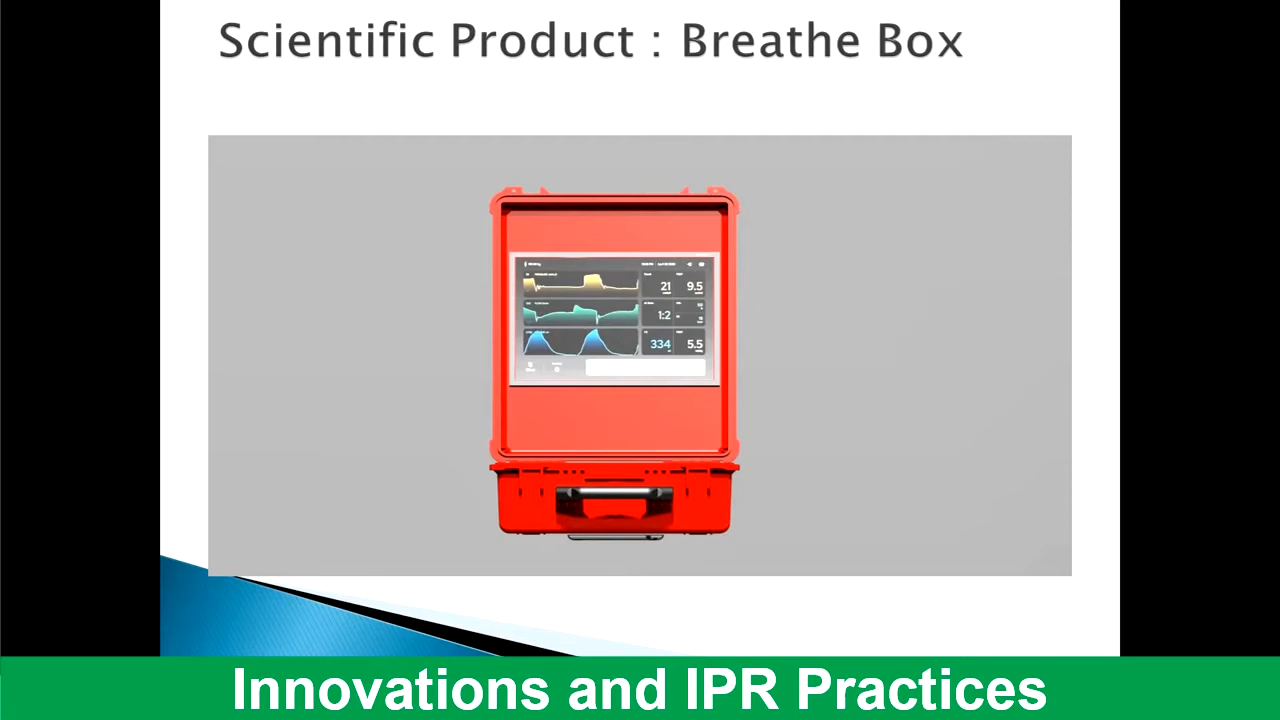 Scientific Product : Breathe Box
21
9.5
1:2
334
5.5
Innovations and IPR Practices